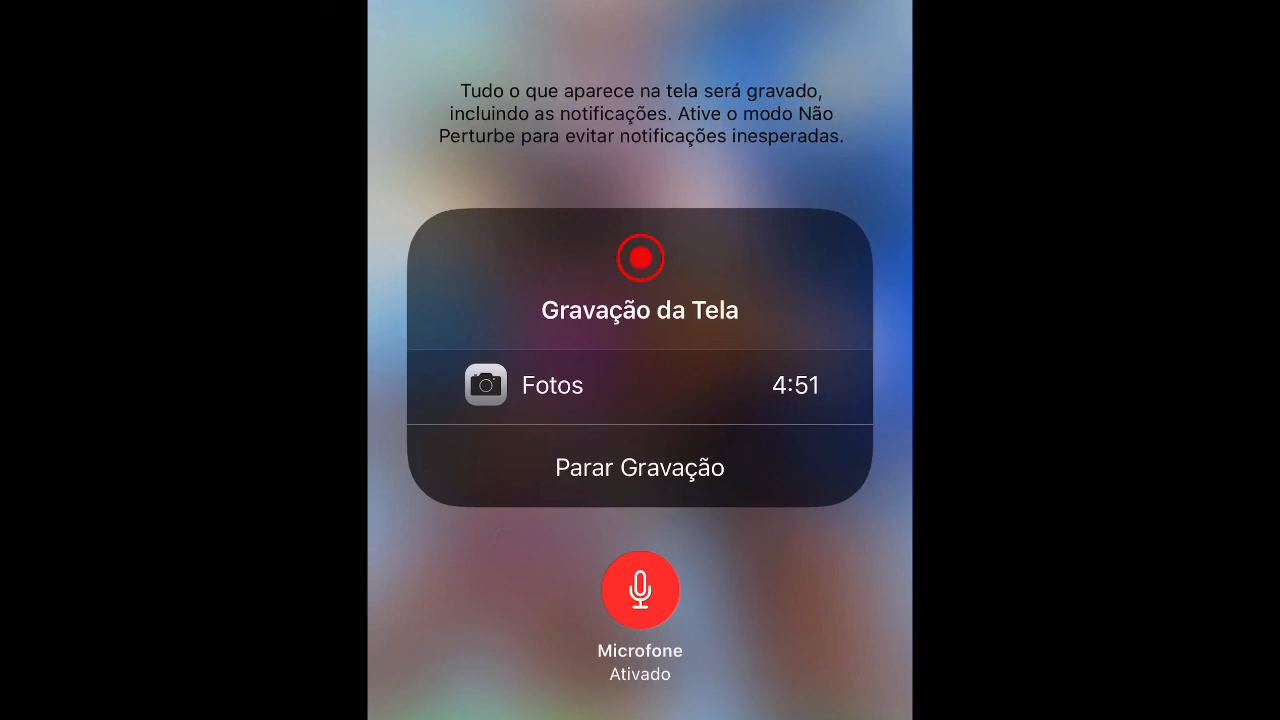 Tudo o que aparece na tela será gravado,
incluindo as notificações. Ative o modo Não
Perturbe para evitar notificações inesperadas.
Gravação da Tela
Fotos 4:51
Parar Gravação
Microfone
Ativado